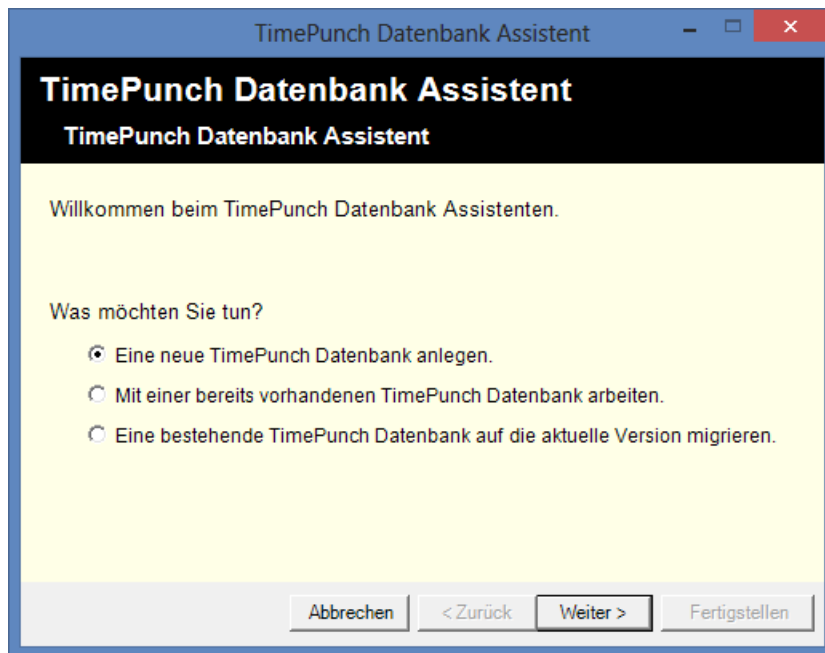 TimePunch Datenbank Assistent
TimePunch Datenbank Assistent
TimePunch Datenbank Assistent
Willkommen beim TimePunch Datenbank Assistenten.
Was möchten Sie tun?
Eine neue TimePunch Datenbank anlegen.
Mit einer bereits vorhandenen TimePunch Datenbank arbeiten.
Eine bestehende TimePunch Datenbank auf die aktuelle Version migrieren.
Abbrechen < Zurück Weiter > Fertigstellen